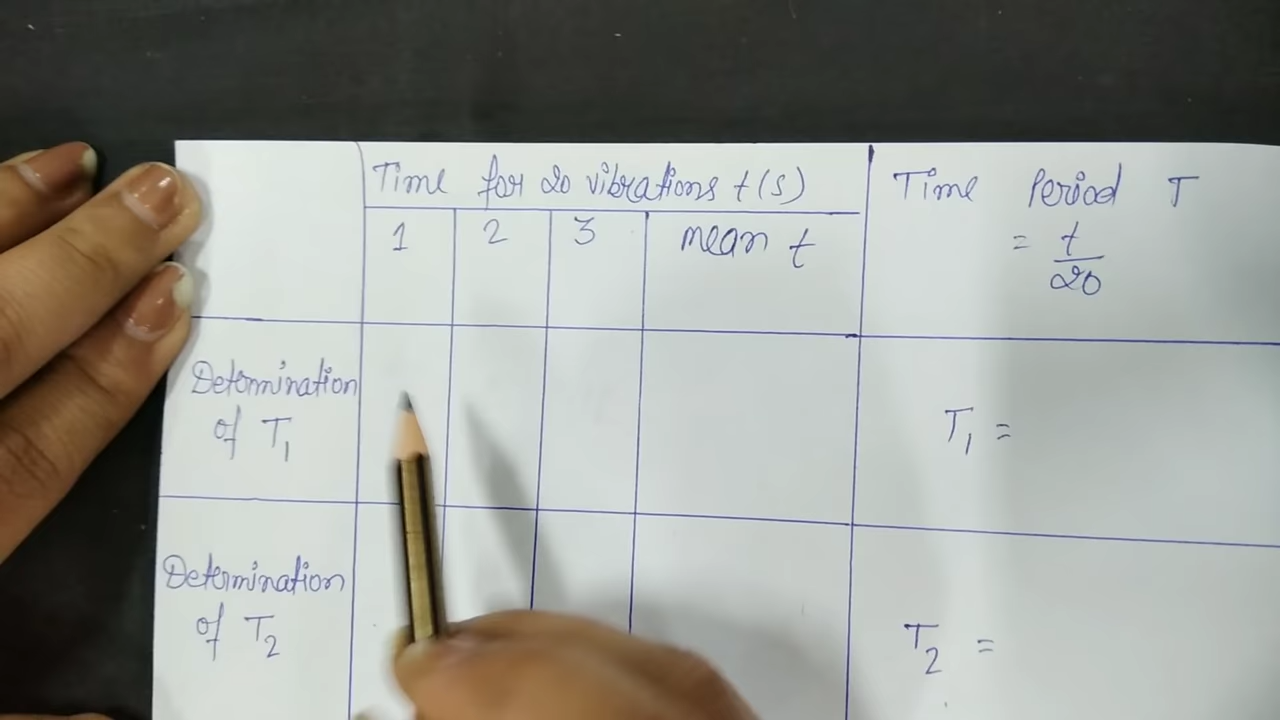 Time for 20 vibrations t(s)
Time Period T
= t/20
1 2 3 mean t
Determination
of T₁
T₁ =
Determination
of T₂
T₂ =